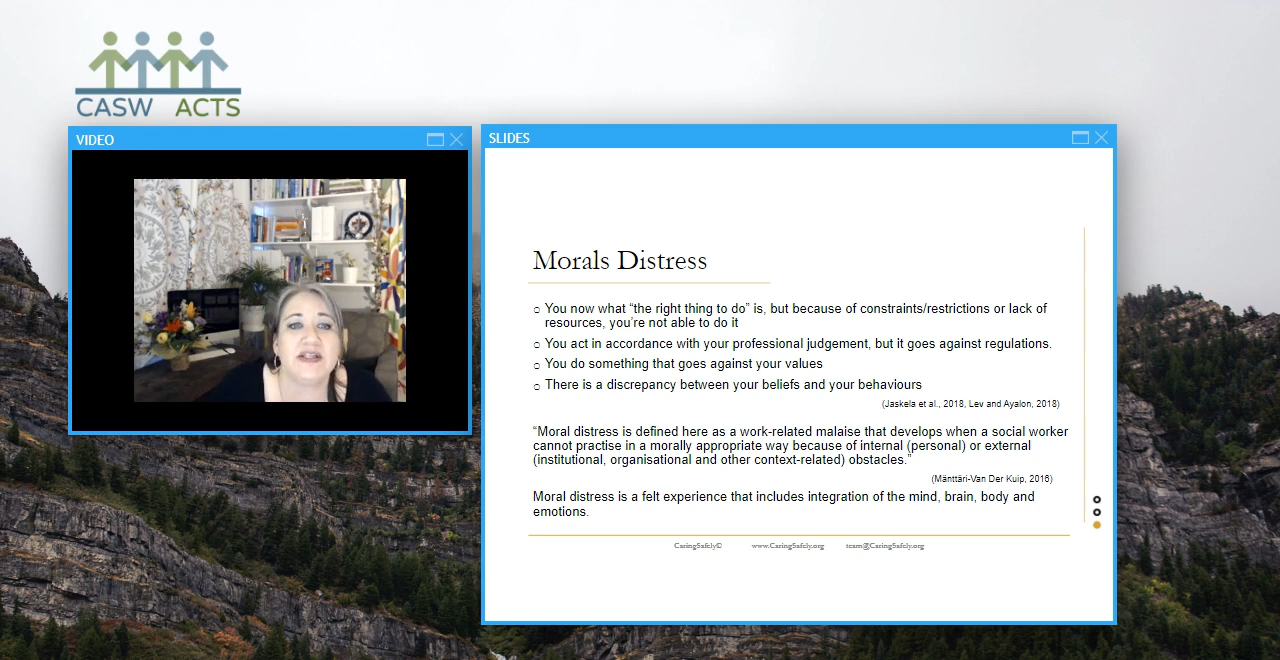 CASW ACTS
VIDEO
SLIDES
Morals Distress
You now what “the right thing to do” is, but because of constraints/restrictions or lack of
resources, you’re not able to do it
You act in accordance with your professional judgement, but it goes against regulations.
You do something that goes against your values
There is a discrepancy between your beliefs and your behaviours
(Jaskela et al., 2018, Lev and Ayalon, 2018)
“Moral distress is defined here as a work-related malaise that develops when a social worker
cannot practise in a morally appropriate way because of internal (personal) or external
(institutional, organisational and other context-related) obstacles.”
(Mänttäri-Van Der Kuip, 2016)
Moral distress is a felt experience that includes integration of the mind, brain, body and
emotions.
CaringSafely© www.CaringSafely.org team@CaringSafely.org